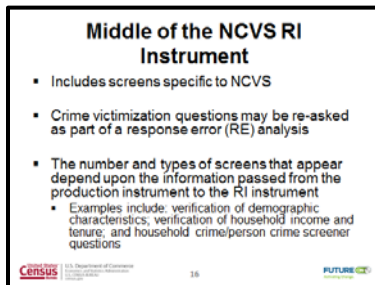 Middle of the NCVS RI
Instrument
▪ Includes screens specific to NCVS
▪ Crime victimization questions may be re-asked
as part of a response error (RE) analysis
▪ The number and types of screens that appear
depend upon the information passed from the
production instrument to the RI instrument
▪ Examples include: verification of demographic
characteristics; verification of household income and
tenure; and household crime/person crime screener
questions
United States
Census
U.S. Department of Commerce
16
FUTURE